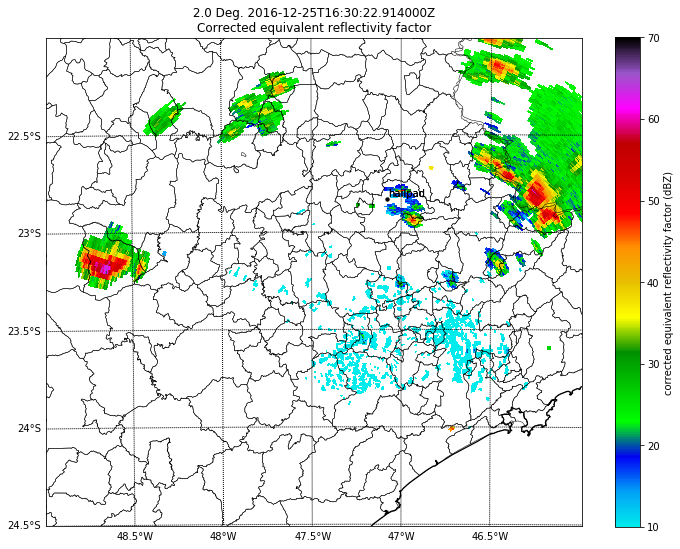 2.0 Deg. 2016-12-25T16:30:22.914000Z
Corrected equivalent reflectivity factor
22.5°S
23°S
23.5°S
24°S
24.5°S
48.5°W
48°W
47.5°W
47°W
46.5°W
70
60
50
40
30
20
10
corrected equivalent reflectivity factor (dBZ)